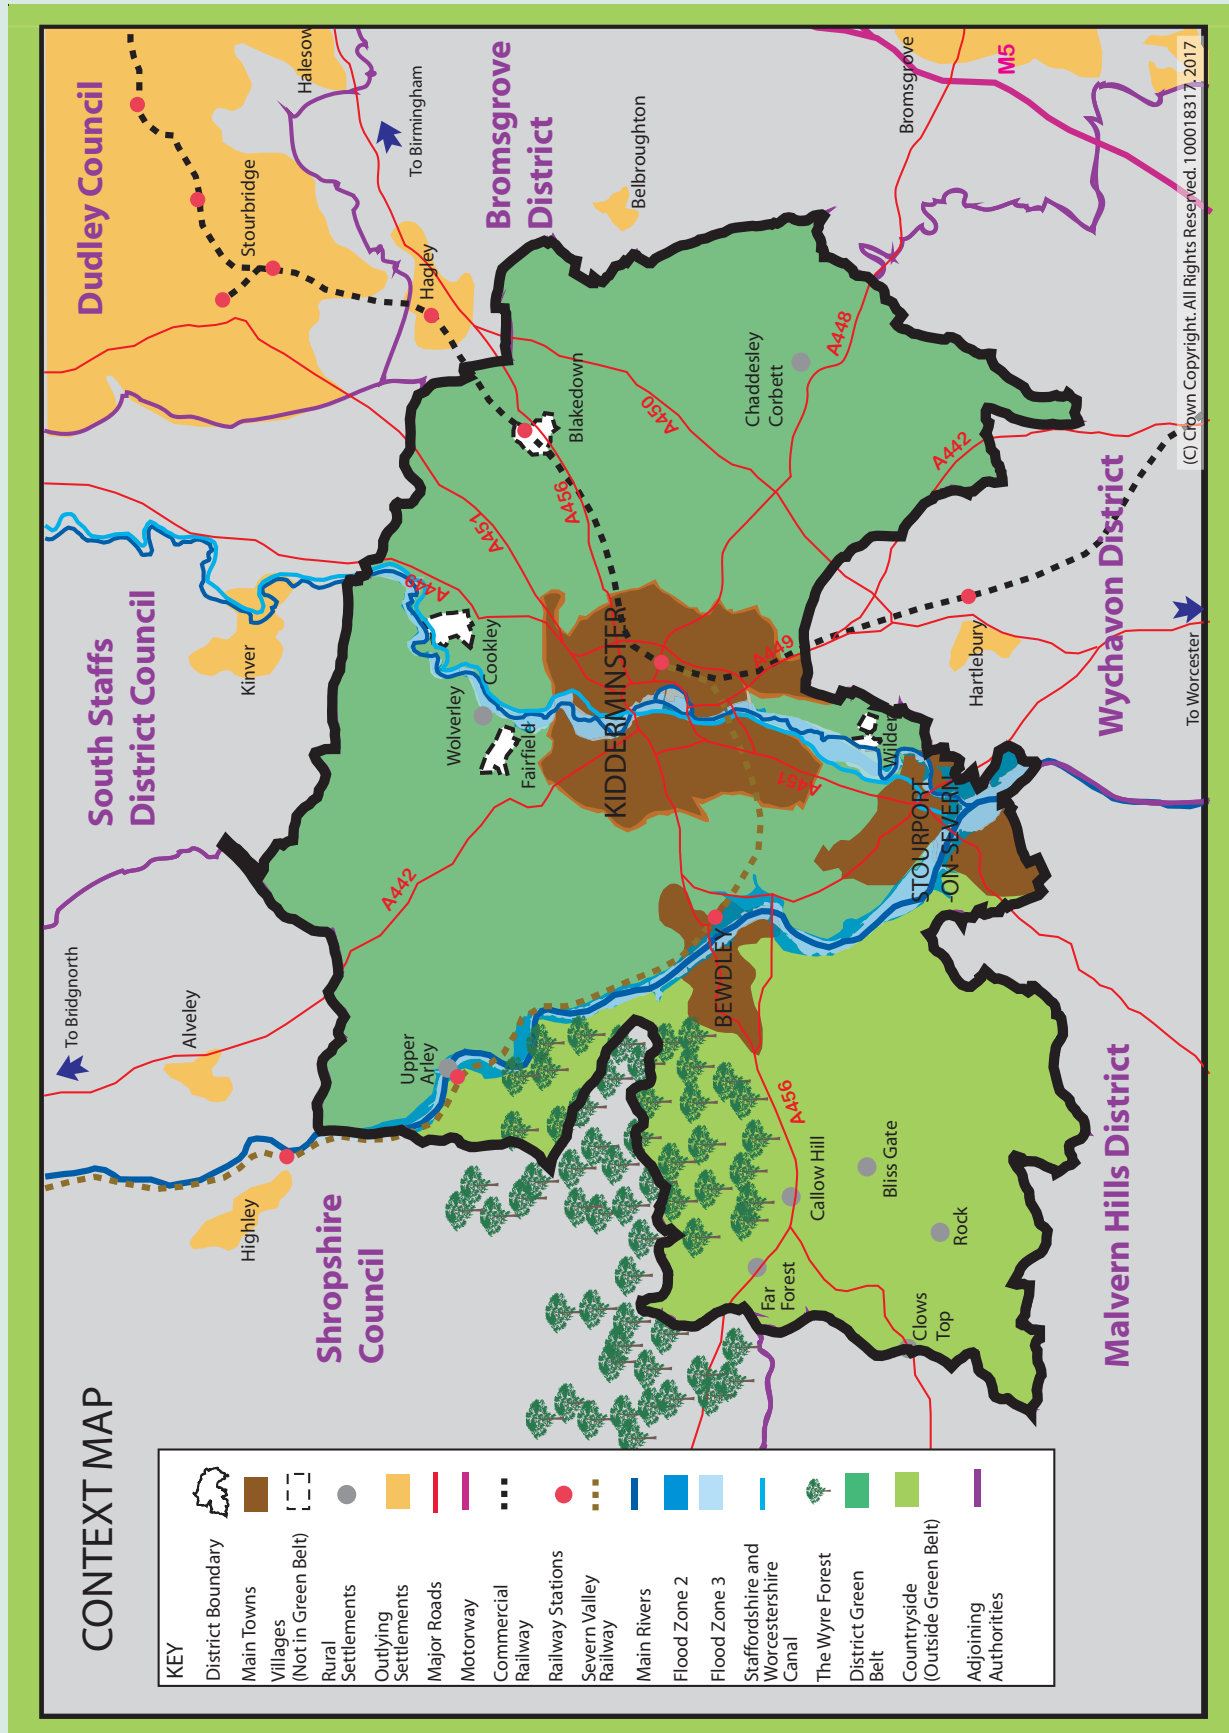 CONTEXT MAP
KEY
District Boundary
Main Towns
Villages
(Not in Green Belt)
Rural
Settlements
Outlying
Settlements
Major Roads
Motorway
Commercial
Railway
Railway Stations
Severn Valley
Railway
Main Rivers
Flood Zone 2
Flood Zone 3
Staffordshire and
Worcestershire
Canal
The Wyre Forest
District Green
Belt
Countryside
(Outside Green Belt)
Adjoining
Authorities
Shropshire
Council
South Staffs
District Council
Dudley Council
Bromsgrove
District
Wychavon District
Malvern Hills District
To Bridgnorth
Alveley
Highley
Kinver
Stourbridge
Halesow
To Birmingham
Hagley
Belbroughton
Bromsgrove
M5
Upper
Arley
A442
Wolverley
Cookley
Fairfield
A449
A451
A456
Blakedown
A450
Chaddesley
Corbett
A448
A442
KIDDERMINSTER
A449
A451
Wilden
Hartlebury
To Worcester
STOURPORT
-ON-SEVERN
BEWDLEY
A456
Callow Hill
Bliss Gate
Far
Forest
Rock
Clows
Top
(C) Crown Copyright. All Rights Reserved. 100018317. 2017